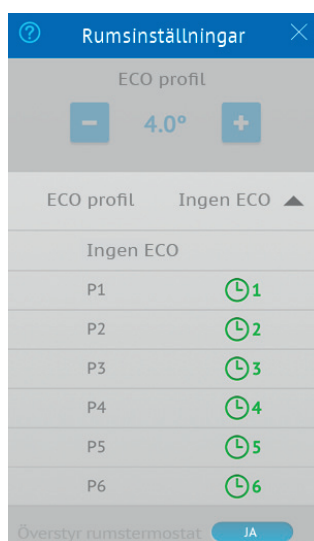 ? Rumsinställningar ×
ECO profil
− 4.0° +
ECO profil Ingen ECO
Ingen ECO
P1 1
P2 2
P3 3
P4 4
P5 5
P6 6
Överstyr rumstermostat JA